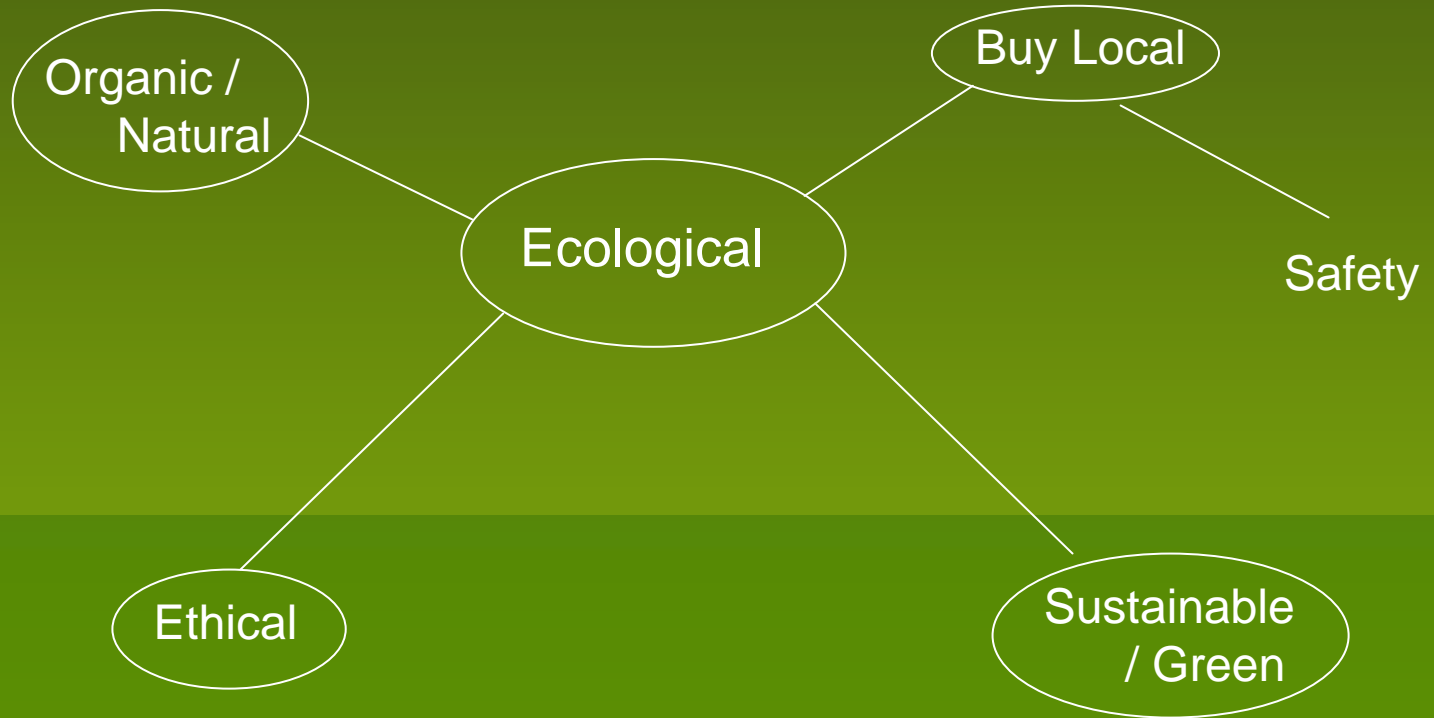 Organic /
Natural
Buy Local
Ecological
Safety
Ethical
Sustainable
/ Green